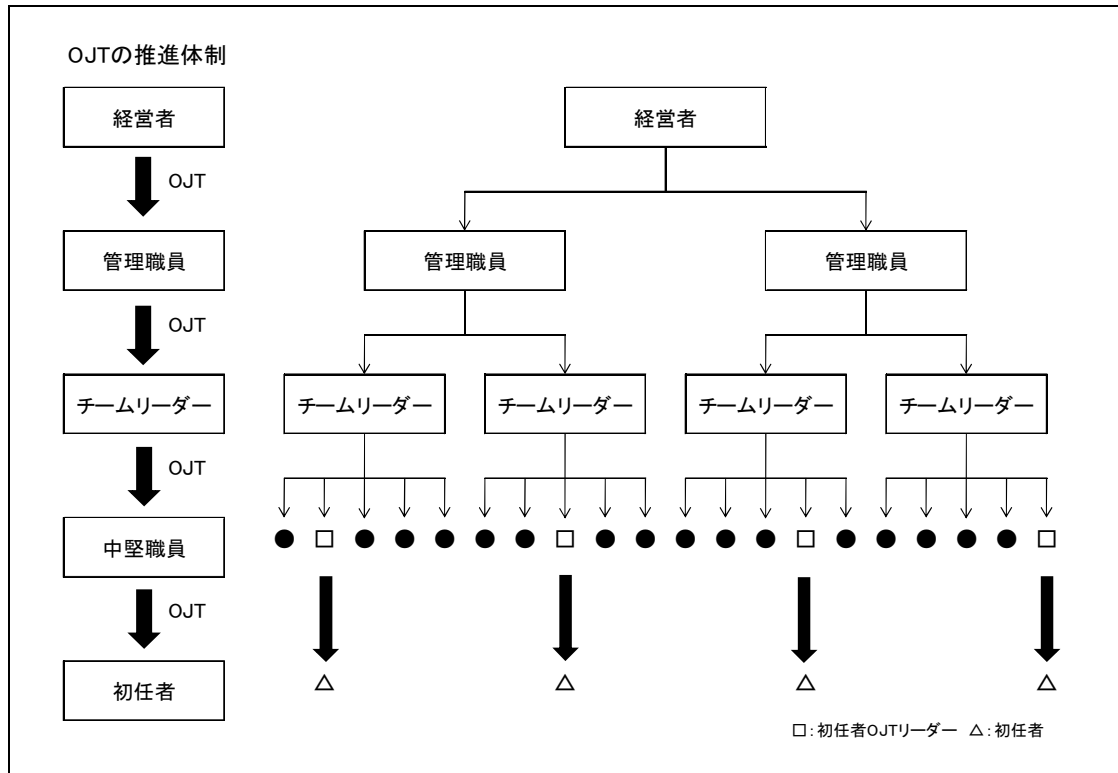 OJTの推進体制
経営者
経営者
OJT
管理職員
管理職員
管理職員
OJT
チームリーダー
チームリーダー
チームリーダー
チームリーダー
チームリーダー
OJT
中堅職員
OJT
初任者
□:初任者OJTリーダー △:初任者